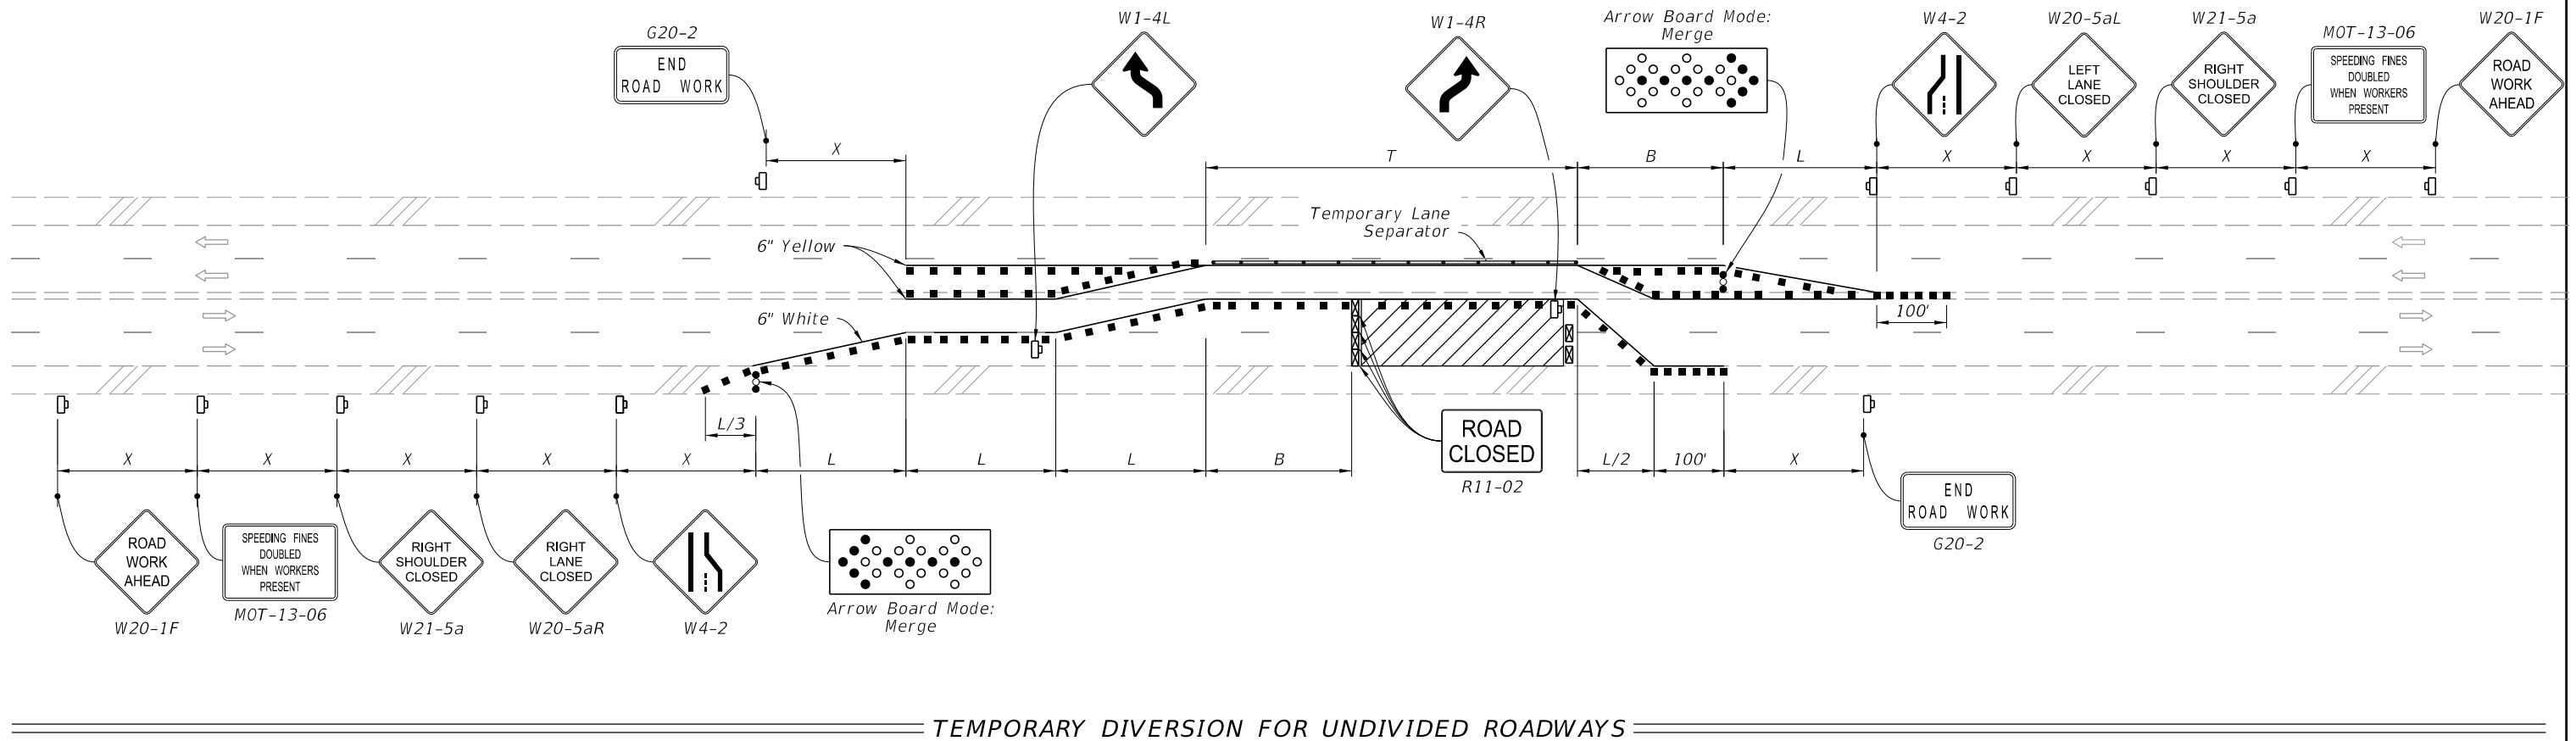 G20-2
END
ROAD WORK
W1-4L
W1-4R
Arrow Board Mode:
Merge
W4-2
W20-5aL
LEFT
LANE
CLOSED
W21-5a
RIGHT
SHOULDER
CLOSED
MOT-13-06
SPEEDING FINES
DOUBLED
WHEN WORKERS
PRESENT
W20-1F
ROAD
WORK
AHEAD
X
T
B
L
X
X
X
X
Temporary Lane
Separator
6" Yellow
6" White
100'
L/3
X
X
X
X
X
L
L
L
B
L/2
100'
X
ROAD
CLOSED
R11-02
END
ROAD WORK
G20-2
ROAD
WORK
AHEAD
W20-1F
SPEEDING FINES
DOUBLED
WHEN WORKERS
PRESENT
MOT-13-06
RIGHT
SHOULDER
CLOSED
W21-5a
RIGHT
LANE
CLOSED
W20-5aR
W4-2
Arrow Board Mode:
Merge
TEMPORARY DIVERSION FOR UNDIVIDED ROADWAYS